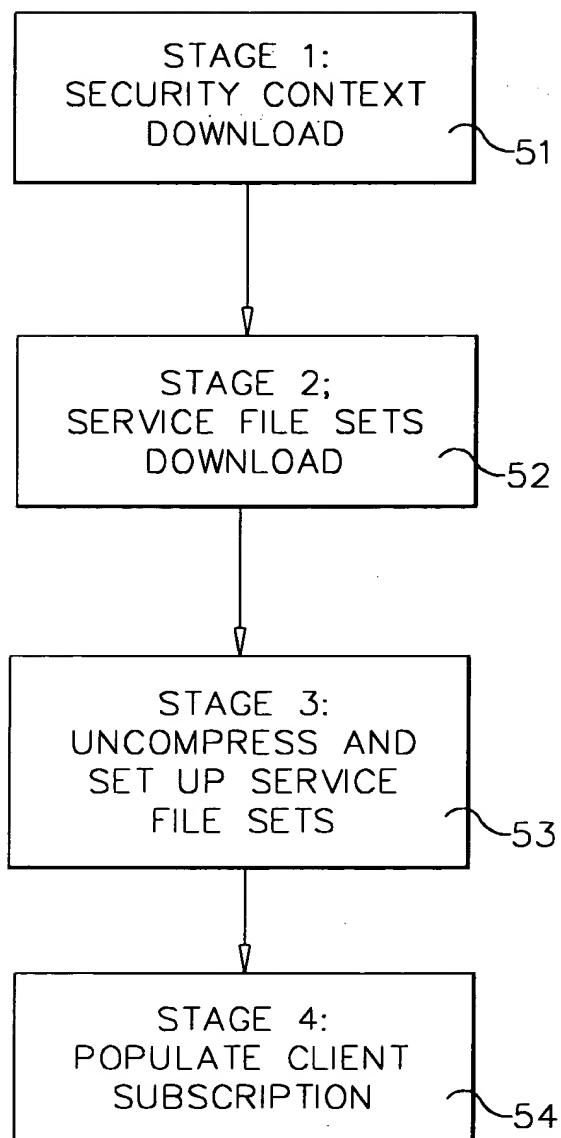 STAGE 1:
SECURITY CONTEXT
DOWNLOAD
51
STAGE 2;
SERVICE FILE SETS
DOWNLOAD
52
STAGE 3:
UNCOMPRESS AND
SET UP SERVICE
FILE SETS
53
STAGE 4:
POPULATE CLIENT
SUBSCRIPTION
54